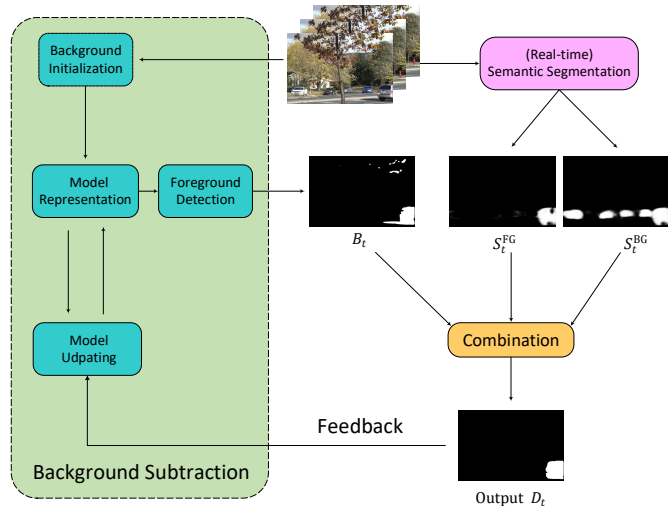 Background
Initialization
(Real-time)
Semantic Segmentation
Model
Representation
Foreground
Detection
B_t
S_t^FG
S_t^BG
Model
Udpating
Combination
Feedback
Background Subtraction
Output D_t